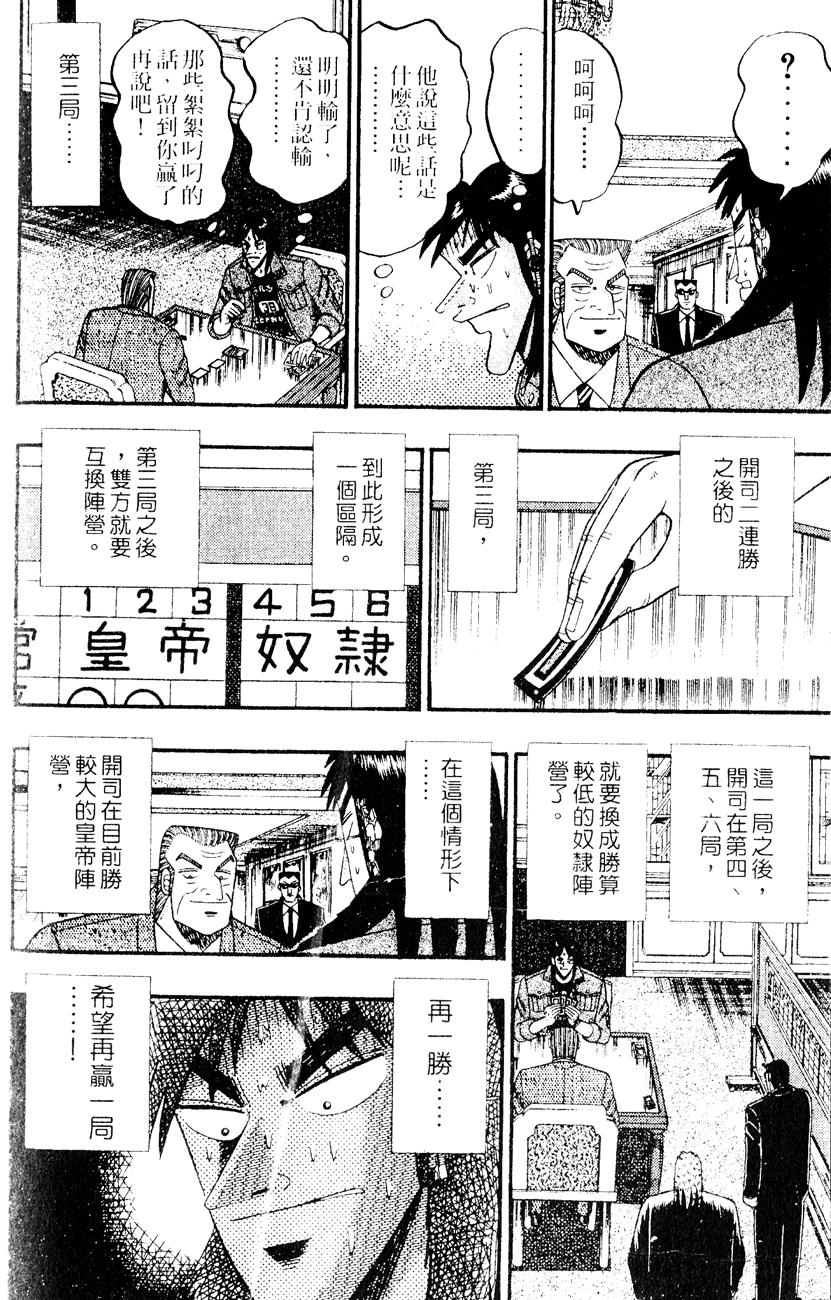 ？……
呵呵呵……
………
他說這些話是
什麼意思呢…
………
明明輸了，
還不肯認輸
………
那些絮絮叨叨的
話，留到你贏了
再說吧！
第三局……
開司二連勝
之後的
第三局，
到此形成
一個區隔。
第三局之後
，雙方就要
互換陣營。
1 2 3 4 5 6
皇帝 奴隸
這一局之後，
開司在第四、
五、六局，
就要換成勝算
較低的奴隸陣
營了。
在這個情形下
……
開司在目前勝
較大的皇帝陣
營，
再一勝……
希望再贏一局
……！